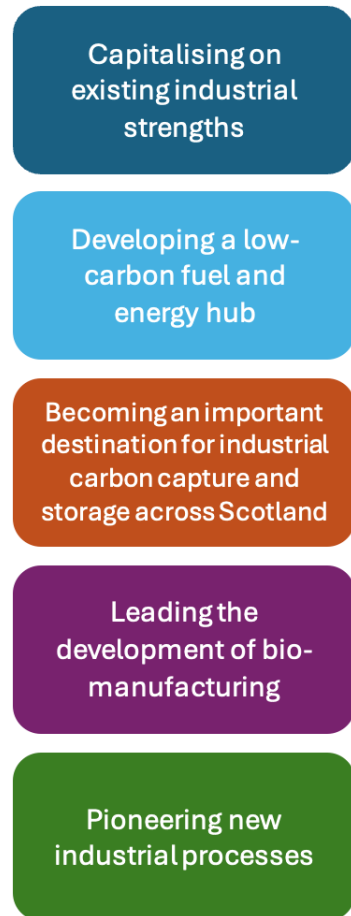 Capitalising on
existing industrial
strengths
Developing a low-
carbon fuel and
energy hub
Becoming an important
destination for industrial
carbon capture and
storage across Scotland
Leading the
development of bio-
manufacturing
Pioneering new
industrial processes